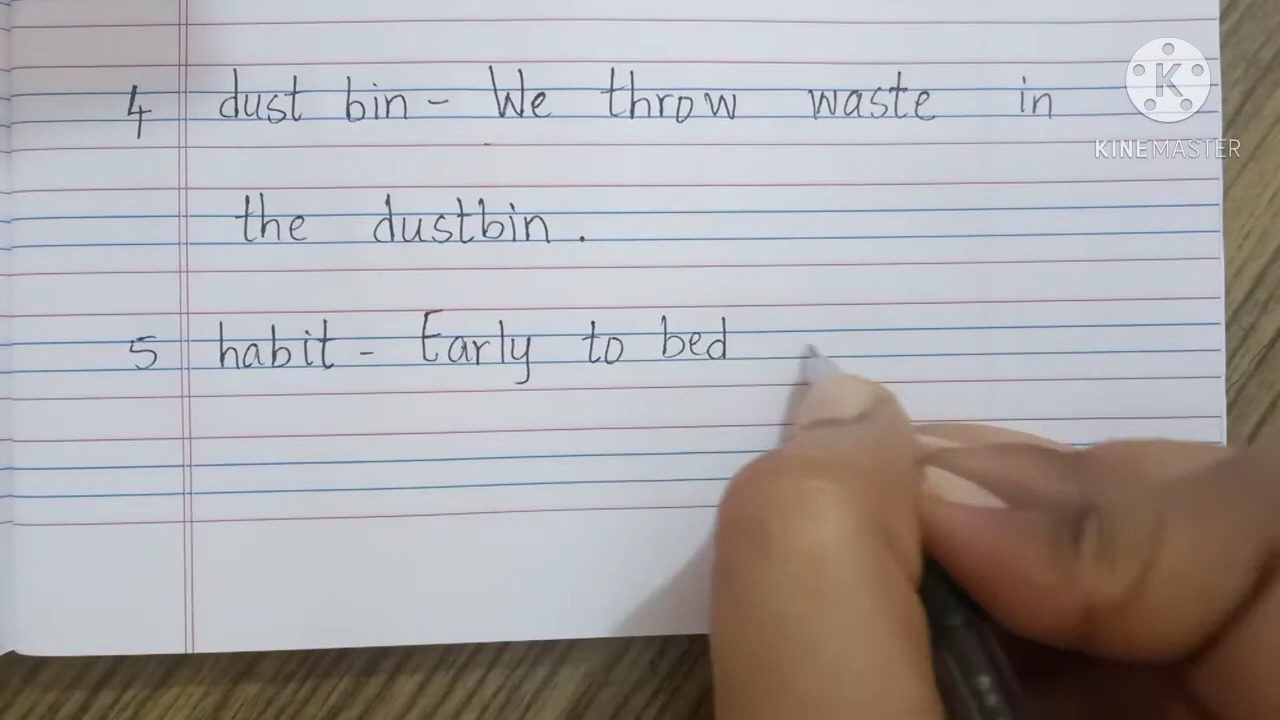 4 dust bin - We throw waste in
the dustbin.
5 habit - Early to bed
KINEMASTER